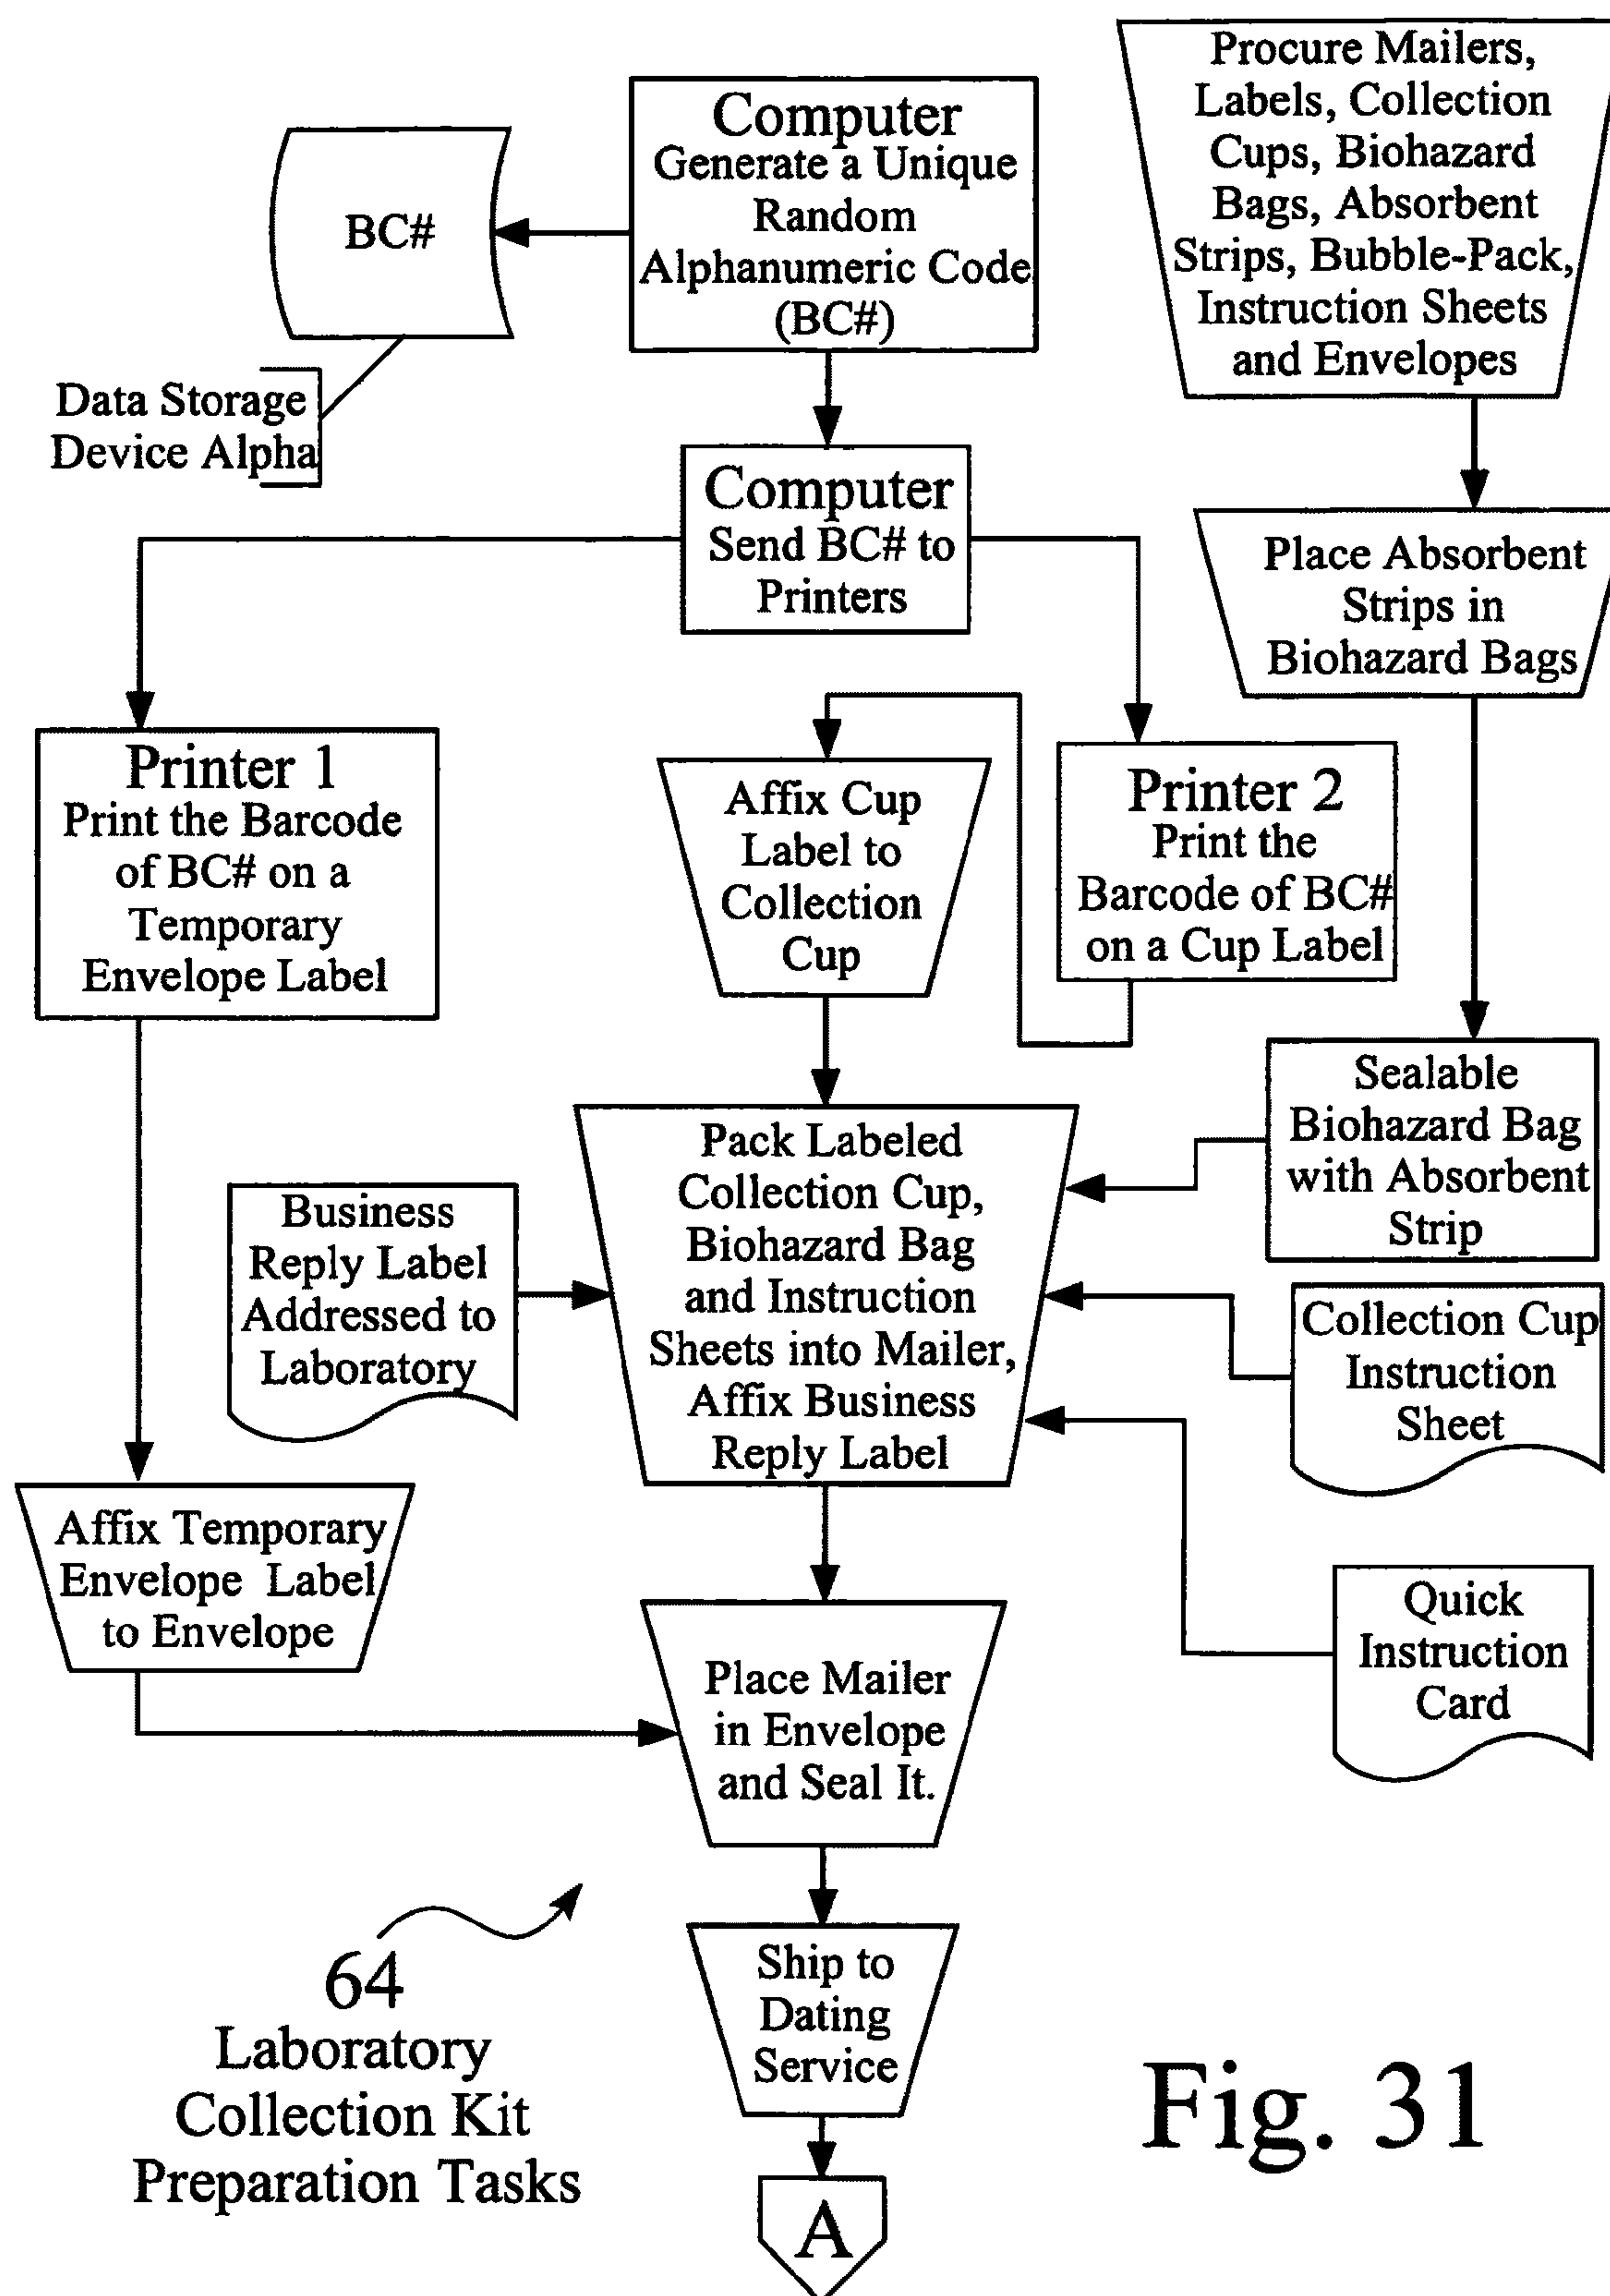 Computer
Generate a Unique
Random
Alphanumeric Code
(BC#)
BC#
Data Storage
Device Alpha
Procure Mailers,
Labels, Collection
Cups, Biohazard
Bags, Absorbent
Strips, Bubble-Pack,
Instruction Sheets
and Envelopes
Computer
Send BC# to
Printers
Place Absorbent
Strips in
Biohazard Bags
Printer 1
Print the Barcode
of BC# on a
Temporary
Envelope Label
Affix Cup
Label to
Collection
Cup
Printer 2
Print the
Barcode of BC#
on a Cup Label
Sealable
Biohazard Bag
with Absorbent
Strip
Pack Labeled
Collection Cup,
Biohazard Bag
and Instruction
Sheets into Mailer,
Affix Business
Reply Label
Business
Reply Label
Addressed to
Laboratory
Collection Cup
Instruction
Sheet
Affix Temporary
Envelope Label
to Envelope
Quick
Instruction
Card
Place Mailer
in Envelope
and Seal It.
Ship to
Dating
Service
64
Laboratory
Collection Kit
Preparation Tasks
A
Fig. 31